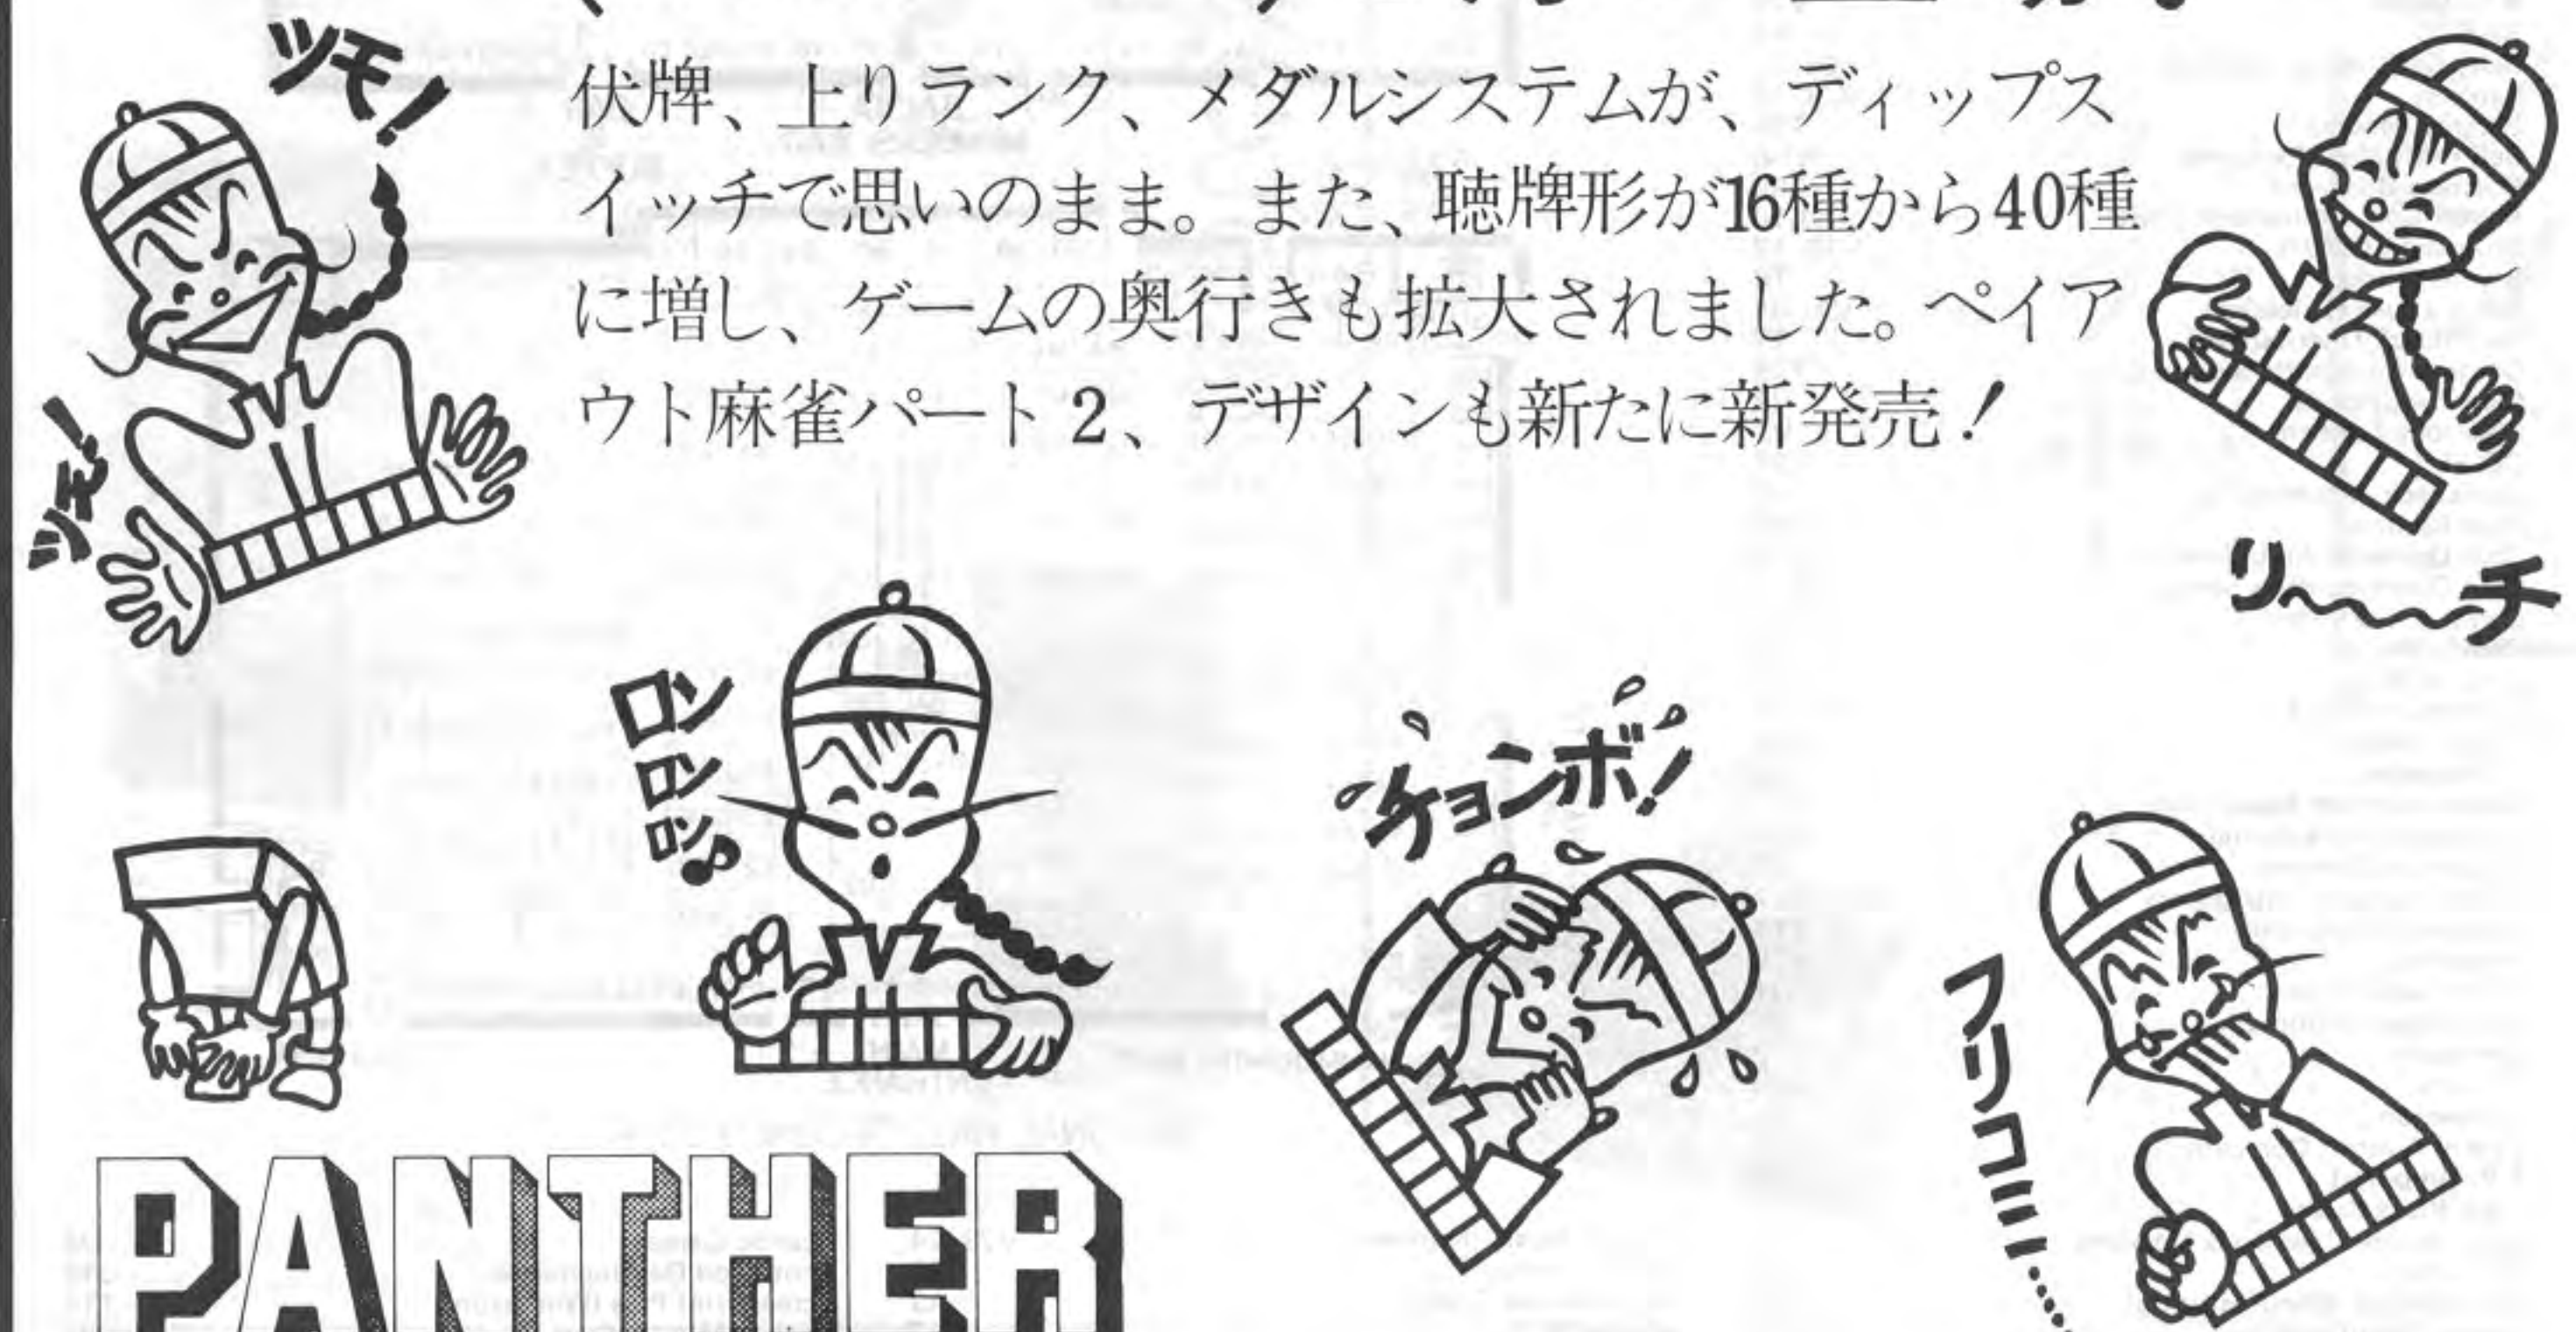 ツモ!
伏牌、上りランク、メダルシステムが、ディップス
イッチで思いのまま。また、聴牌形が16種から40種
に増し、ゲームの奥行きも拡大されました。ペイア
ウト麻雀パート2、デザインも新たに新発売!
ツモ!
リ〜〜チ
ロン
ロン
ロン♪
チョンボ!
フリコミー……
PANTHER